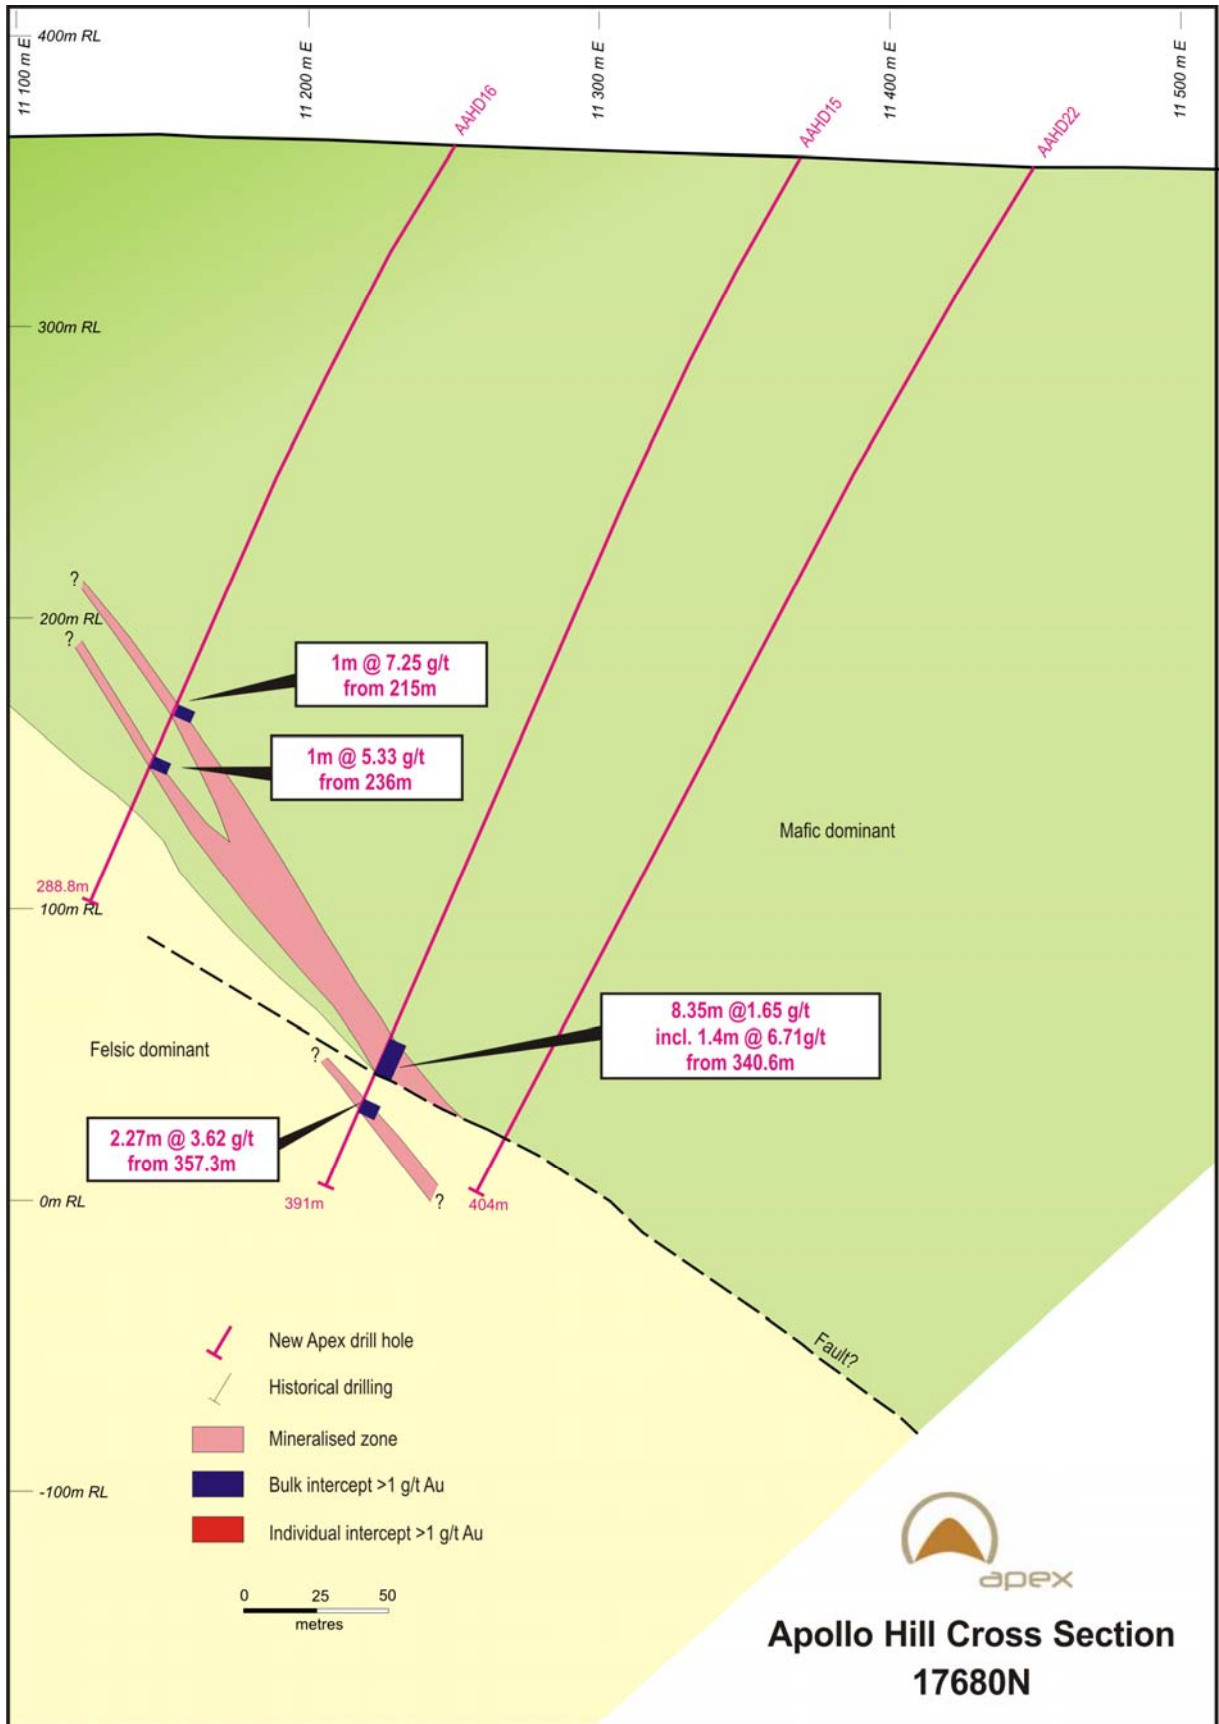 400m RL
11 100 m E
11 200 m E
11 300 m E
11 400 m E
11 500 m E
AAHD16
AAHD15
AAHD22
300m RL
?
200m RL
?
1m @ 7.25 g/t
from 215m
1m @ 5.33 g/t
from 236m
Mafic dominant
288.8m
100m RL
8.35m @1.65 g/t
incl. 1.4m @ 6.71g/t
from 340.6m
Felsic dominant
?
2.27m @ 3.62 g/t
from 357.3m
391m
?
404m
0m RL
Fault?
New Apex drill hole
Historical drilling
Mineralised zone
Bulk intercept >1 g/t Au
Individual intercept >1 g/t Au
-100m RL
0 25 50
metres
apex
Apollo Hill Cross Section
17680N